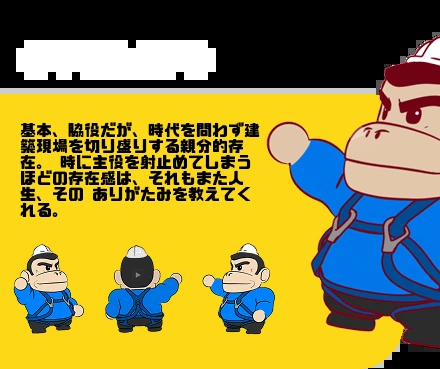 基本、脇役だが、時代を問わず建
築現場を切り盛りする親分的存
在。 時に主役を射止めてしまう
ほどの存在感は、それもまた人
生、その ありがたみを教えてく
れる。